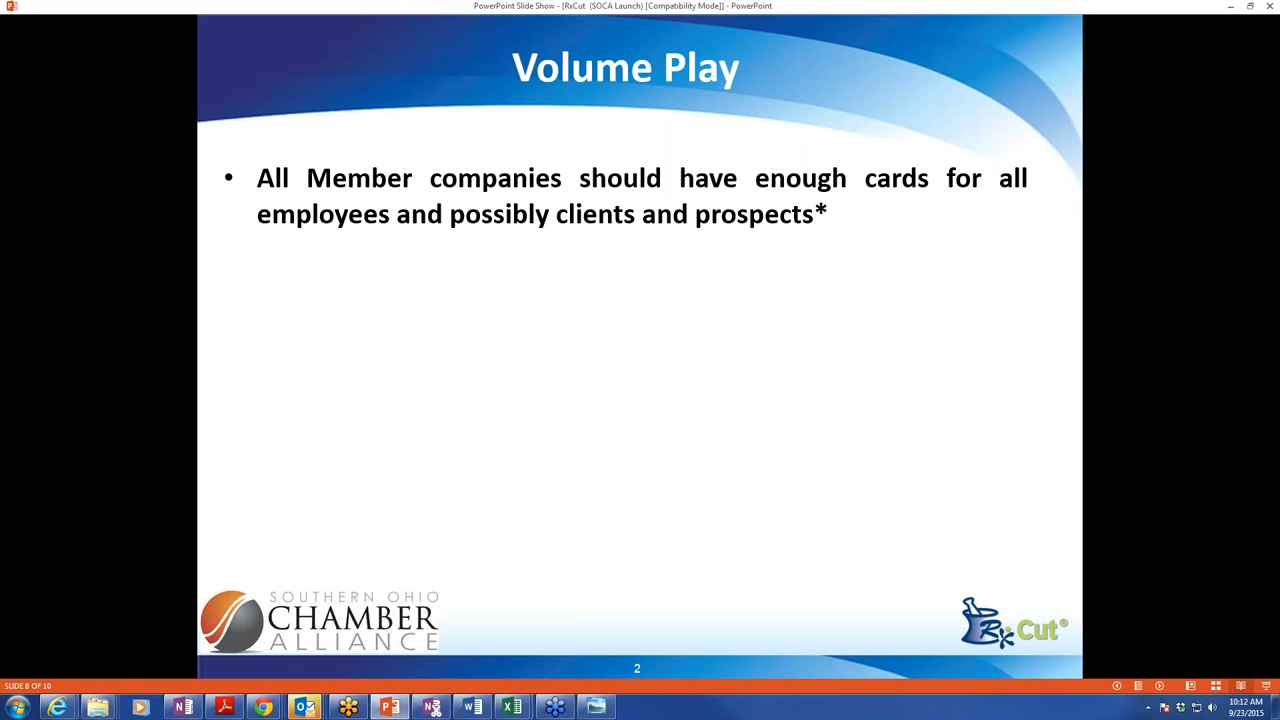 PowerPoint Slide Show - [RxCut (SOCA Launch) [Compatibility Mode]] - PowerPoint
Volume Play
• All Member companies should have enough cards for all
employees and possibly clients and prospects*
SOUTHERN OHIO
CHAMBER
ALLIANCE
Rx Cut®
2
SLIDE 8 OF 10
10:12 AM
9/23/2015